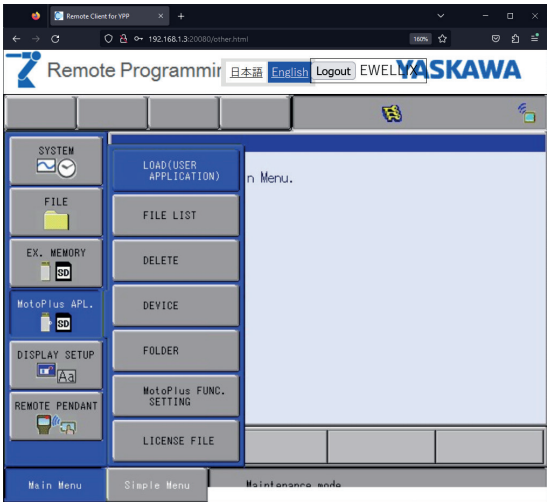 Remote Client for YPP
192.168.1.3:20080/other.html
160%
Remote Programmin
日本語 English Logout EWELLIX
YASKAWA
SYSTEM
FILE
EX. MEMORY
SD
MotoPlus APL.
SD
DISPLAY SETUP
Aa
REMOTE PENDANT
LOAD(USER
APPLICATION)
FILE LIST
DELETE
DEVICE
FOLDER
MotoPlus FUNC.
SETTING
LICENSE FILE
n Menu.
Main Menu
Simple Menu
Maintenance mode